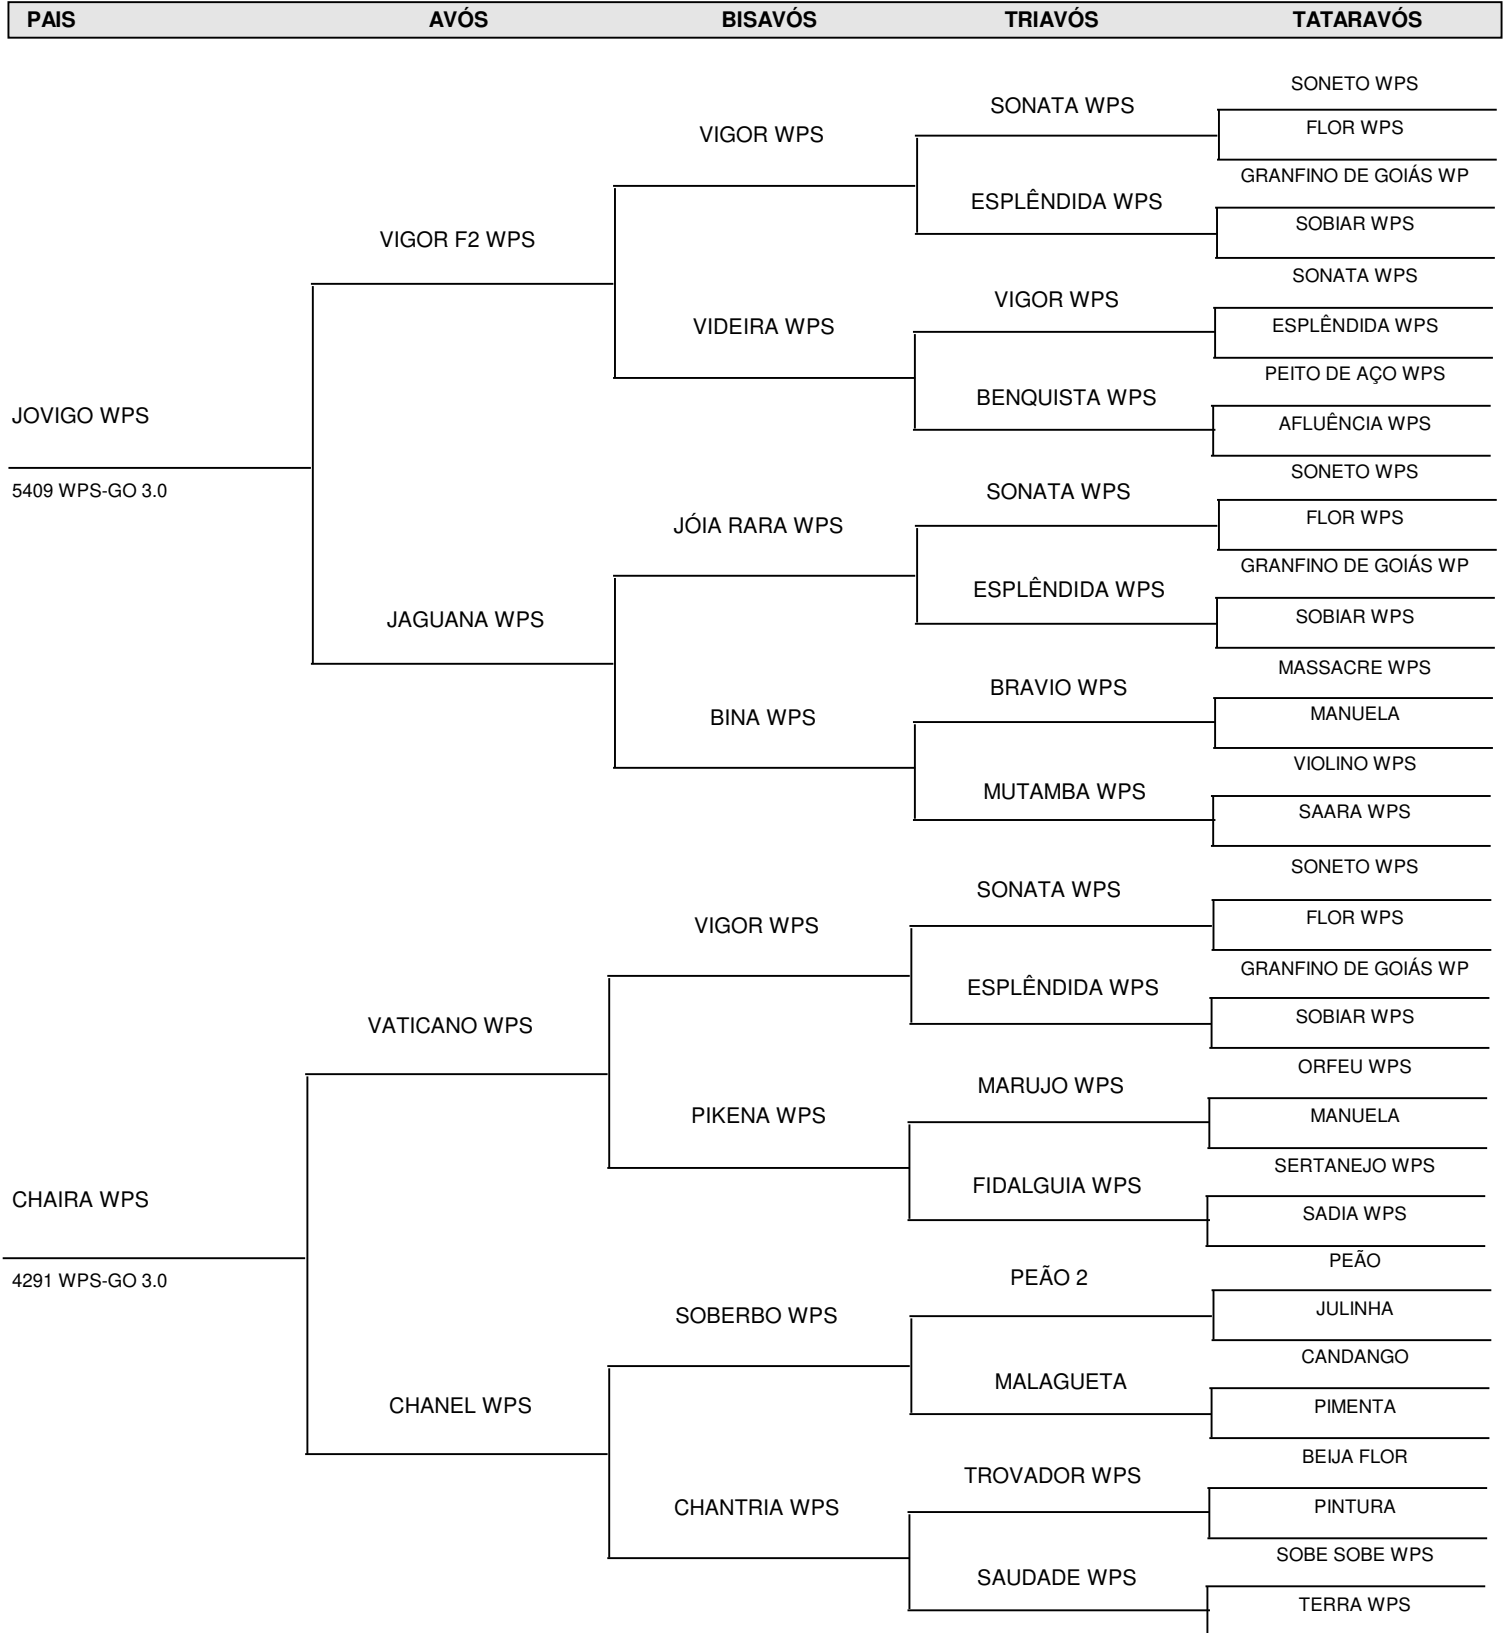 PAIS AVÓS BISAVÓS TRIAVÓS TATARAVÓS
SONETO WPS
SONATA WPS
FLOR WPS
VIGOR WPS
GRANFINO DE GOIÁS WP
ESPLÊNDIDA WPS
SOBIAR WPS
VIGOR F2 WPS
SONATA WPS
VIGOR WPS
ESPLÊNDIDA WPS
VIDEIRA WPS
PEITO DE AÇO WPS
BENQUISTA WPS
AFLUÊNCIA WPS
JOVIGO WPS
5409 WPS-GO 3.0
SONETO WPS
SONATA WPS
FLOR WPS
JÓIA RARA WPS
GRANFINO DE GOIÁS WP
ESPLÊNDIDA WPS
SOBIAR WPS
JAGUANA WPS
MASSACRE WPS
BRAVIO WPS
MANUELA
BINA WPS
VIOLINO WPS
MUTAMBA WPS
SAARA WPS
SONETO WPS
SONATA WPS
FLOR WPS
VIGOR WPS
GRANFINO DE GOIÁS WP
ESPLÊNDIDA WPS
SOBIAR WPS
VATICANO WPS
ORFEU WPS
MARUJO WPS
MANUELA
PIKENA WPS
SERTANEJO WPS
FIDALGUIA WPS
SADIA WPS
CHAIRA WPS
4291 WPS-GO 3.0
PEÃO
PEÃO 2
JULINHA
SOBERBO WPS
CANDANGO
MALAGUETA
PIMENTA
CHANEL WPS
BEIJA FLOR
TROVADOR WPS
PINTURA
CHANTRIA WPS
SOBE SOBE WPS
SAUDADE WPS
TERRA WPS